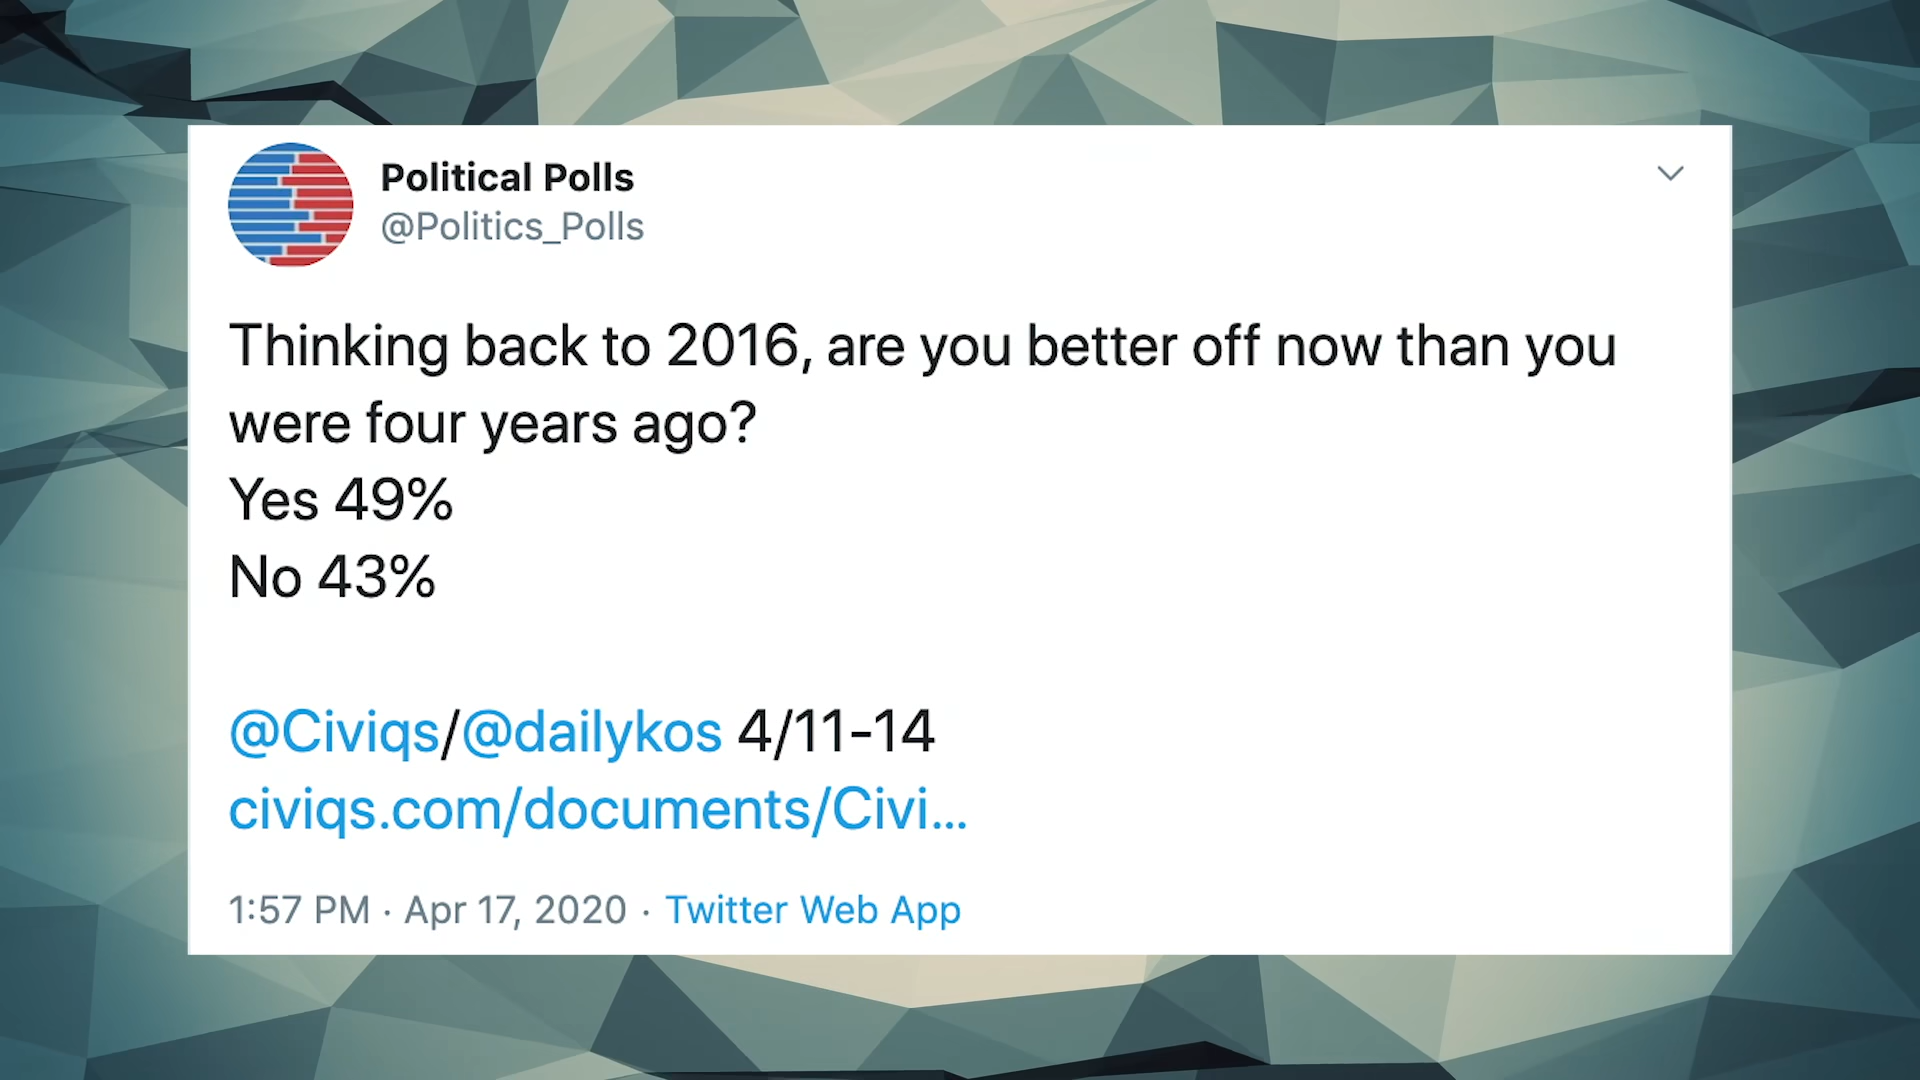 Political Polls
@Politics_Polls
Thinking back to 2016, are you better off now than you
were four years ago?
Yes 49%
No 43%
@Civiqs/@dailykos 4/11-14
civiqs.com/documents/Civi...
1:57 PM · Apr 17, 2020 · Twitter Web App